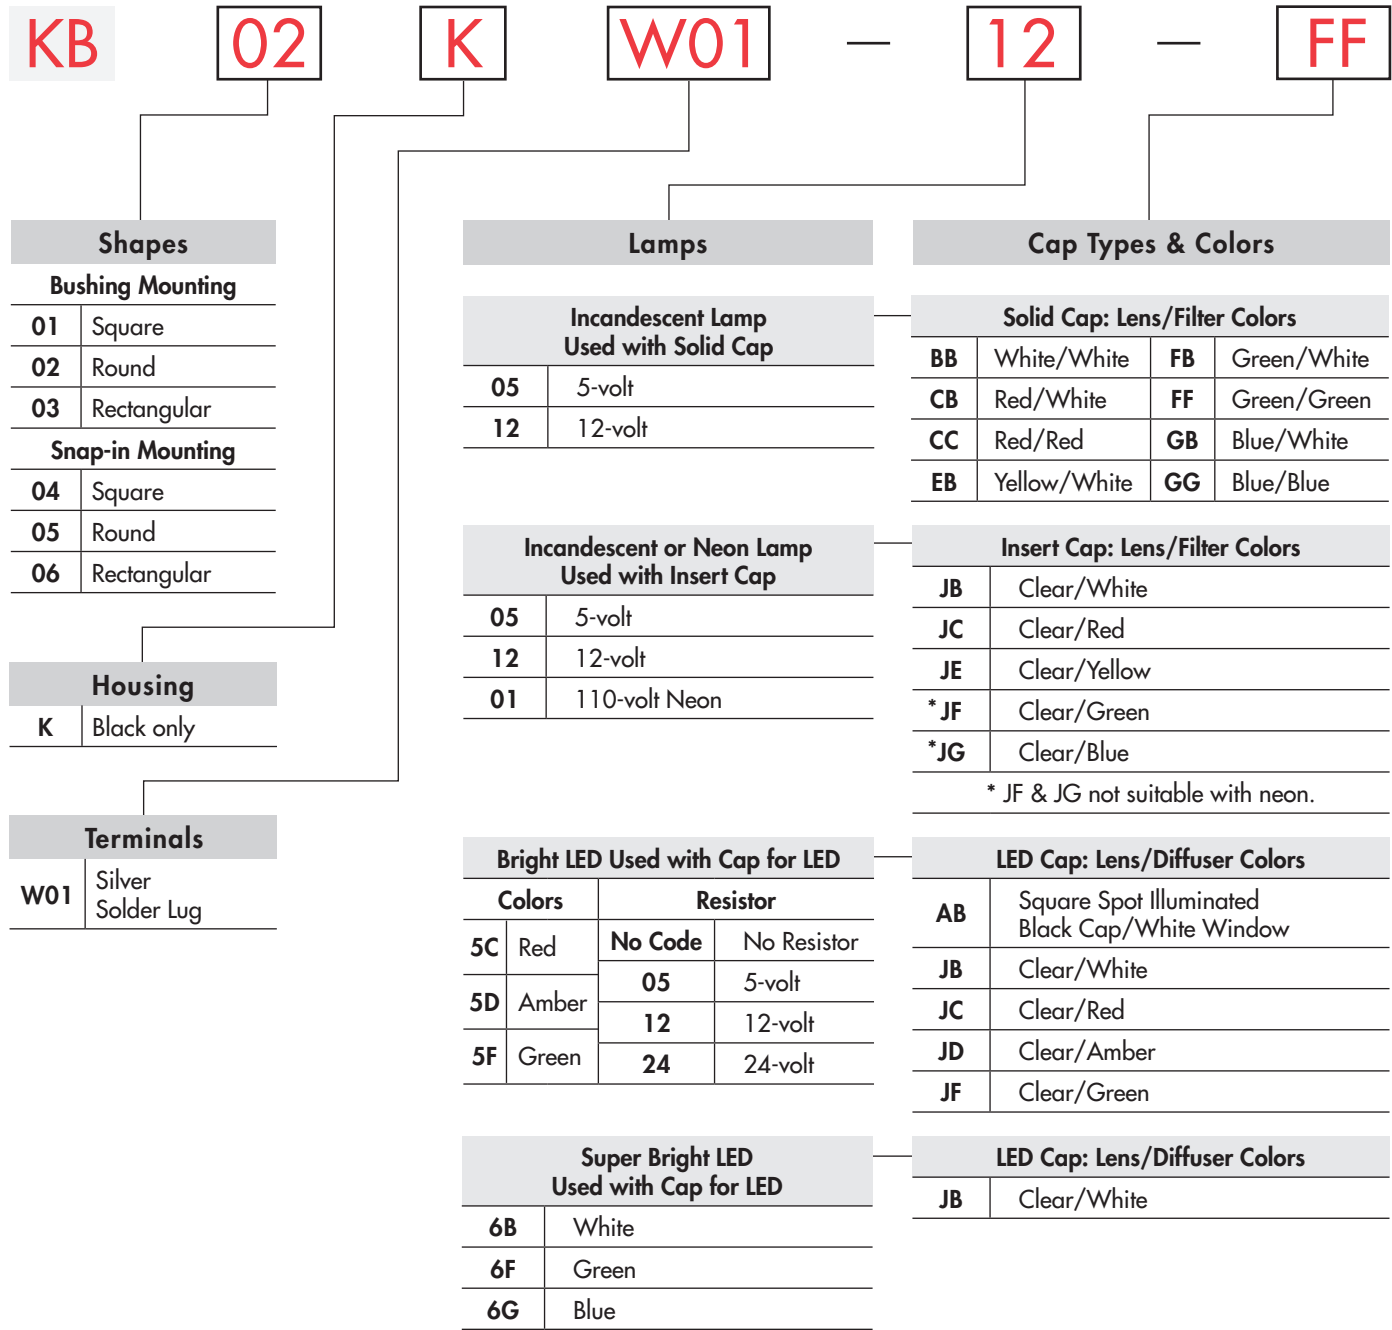 KB 02 K W01 — 12 — FF
Shapes
Bushing Mounting
01 Square
02 Round
03 Rectangular
Snap-in Mounting
04 Square
05 Round
06 Rectangular
Housing
K Black only
Terminals
W01 Silver
Solder Lug
Lamps
Incandescent Lamp
Used with Solid Cap
05 5-volt
12 12-volt
Incandescent or Neon Lamp
Used with Insert Cap
05 5-volt
12 12-volt
01 110-volt Neon
Bright LED Used with Cap for LED
Colors Resistor
5C Red
5D Amber
5F Green
No Code No Resistor
05 5-volt
12 12-volt
24 24-volt
Super Bright LED
Used with Cap for LED
6B White
6F Green
6G Blue
Cap Types & Colors
Solid Cap: Lens/Filter Colors
BB White/White FB Green/White
CB Red/White FF Green/Green
CC Red/Red GB Blue/White
EB Yellow/White GG Blue/Blue
Insert Cap: Lens/Filter Colors
JB Clear/White
JC Clear/Red
JE Clear/Yellow
* JF Clear/Green
* JG Clear/Blue
* JF & JG not suitable with neon.
LED Cap: Lens/Diffuser Colors
AB Square Spot Illuminated
Black Cap/White Window
JB Clear/White
JC Clear/Red
JD Clear/Amber
JF Clear/Green
LED Cap: Lens/Diffuser Colors
JB Clear/White